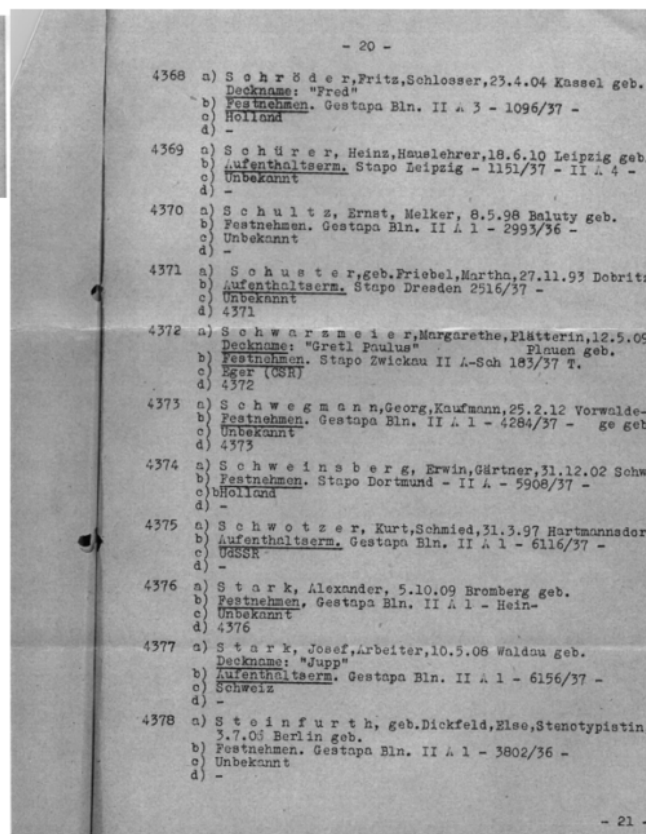 - 20 -
4368 a) S c h r ö d e r,Fritz,Schlosser,23.4.04 Kassel geb.
Deckname: "Fred"
b) Festnehmen. Gestapa Bln. II A 3 - 1096/37 -
c) Holland
d) -
4369 a) S c h ü r e r, Heinz,Hauslehrer,18.6.10 Leipzig geb.
b) Aufenthaltserm. Stapo Leipzig - 1151/37 - II A 4 -
c) Unbekannt
d) -
4370 a) S c h u l t z, Ernst, Melker, 8.5.98 Baluty geb.
b) Festnehmen. Gestapa Bln. II A 1 - 2993/36 -
c) Unbekannt
d) -
4371 a) S c h u s t e r,geb.Friebel,Martha,27.11.93 Dobritz
b) Aufenthaltserm. Stapo Dresden 2516/37 -
c) Unbekannt
d) 4371
4372 a) S c h w a r z m e i e r,Margarethe,Plätterin,12.5.09
Deckname: "Gretl Paulus" Plauen geb.
b) Festnehmen. Stapo Zwickau II A-Sch 183/37 T.
c) Eger (CSR)
d) 4372
4373 a) S c h w e g m a n n,Georg,Kaufmann,25.2.12 Vorwalde-
b) Festnehmen. Gestapa Bln. II A 1 - 4284/37 - ge geb
c) Unbekannt
d) 4373
4374 a) S c h w e i n s b e r g, Erwin,Gärtner,31.12.02 Schw
b) Festnehmen. Stapo Dortmund - II A - 5908/37 -
c)bHolland
d) -
4375 a) S c h w o t z e r, Kurt,Schmied,31.3.97 Hartmannsdor
b) Aufenthaltserm. Gestapa Bln. II A 1 - 6116/37 -
c) UdSSR
d) -
4376 a) S t a r k, Alexander, 5.10.09 Bromberg geb.
b) Festnehmen, Gestapa Bln. II A 1 - Hein-
c) Unbekannt
d) 4376
4377 a) S t a r k, Josef,Arbeiter,10.5.08 Waldau geb.
Deckname: "Jupp"
b) Aufenthaltserm. Gestapa Bln. II A 1 - 6156/37 -
c) Schweiz
d) -
4378 a) S t e i n f u r t h, geb.Dickfeld,Else,Stenotypistin
3.7.06 Berlin geb.
b) Festnehmen. Gestapa Bln. II A 1 - 3802/36 -
c) Unbekannt
d) -
- 21 -